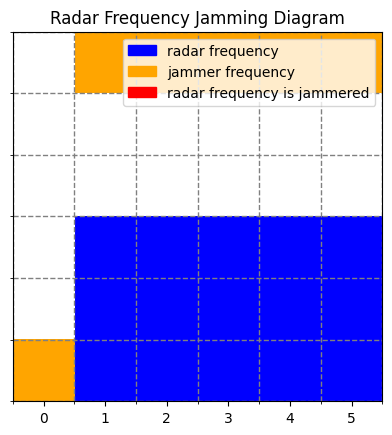 Radar Frequency Jamming Diagram
radar frequency
jammer frequency
radar frequency is jammered
0 1 2 3 4 5